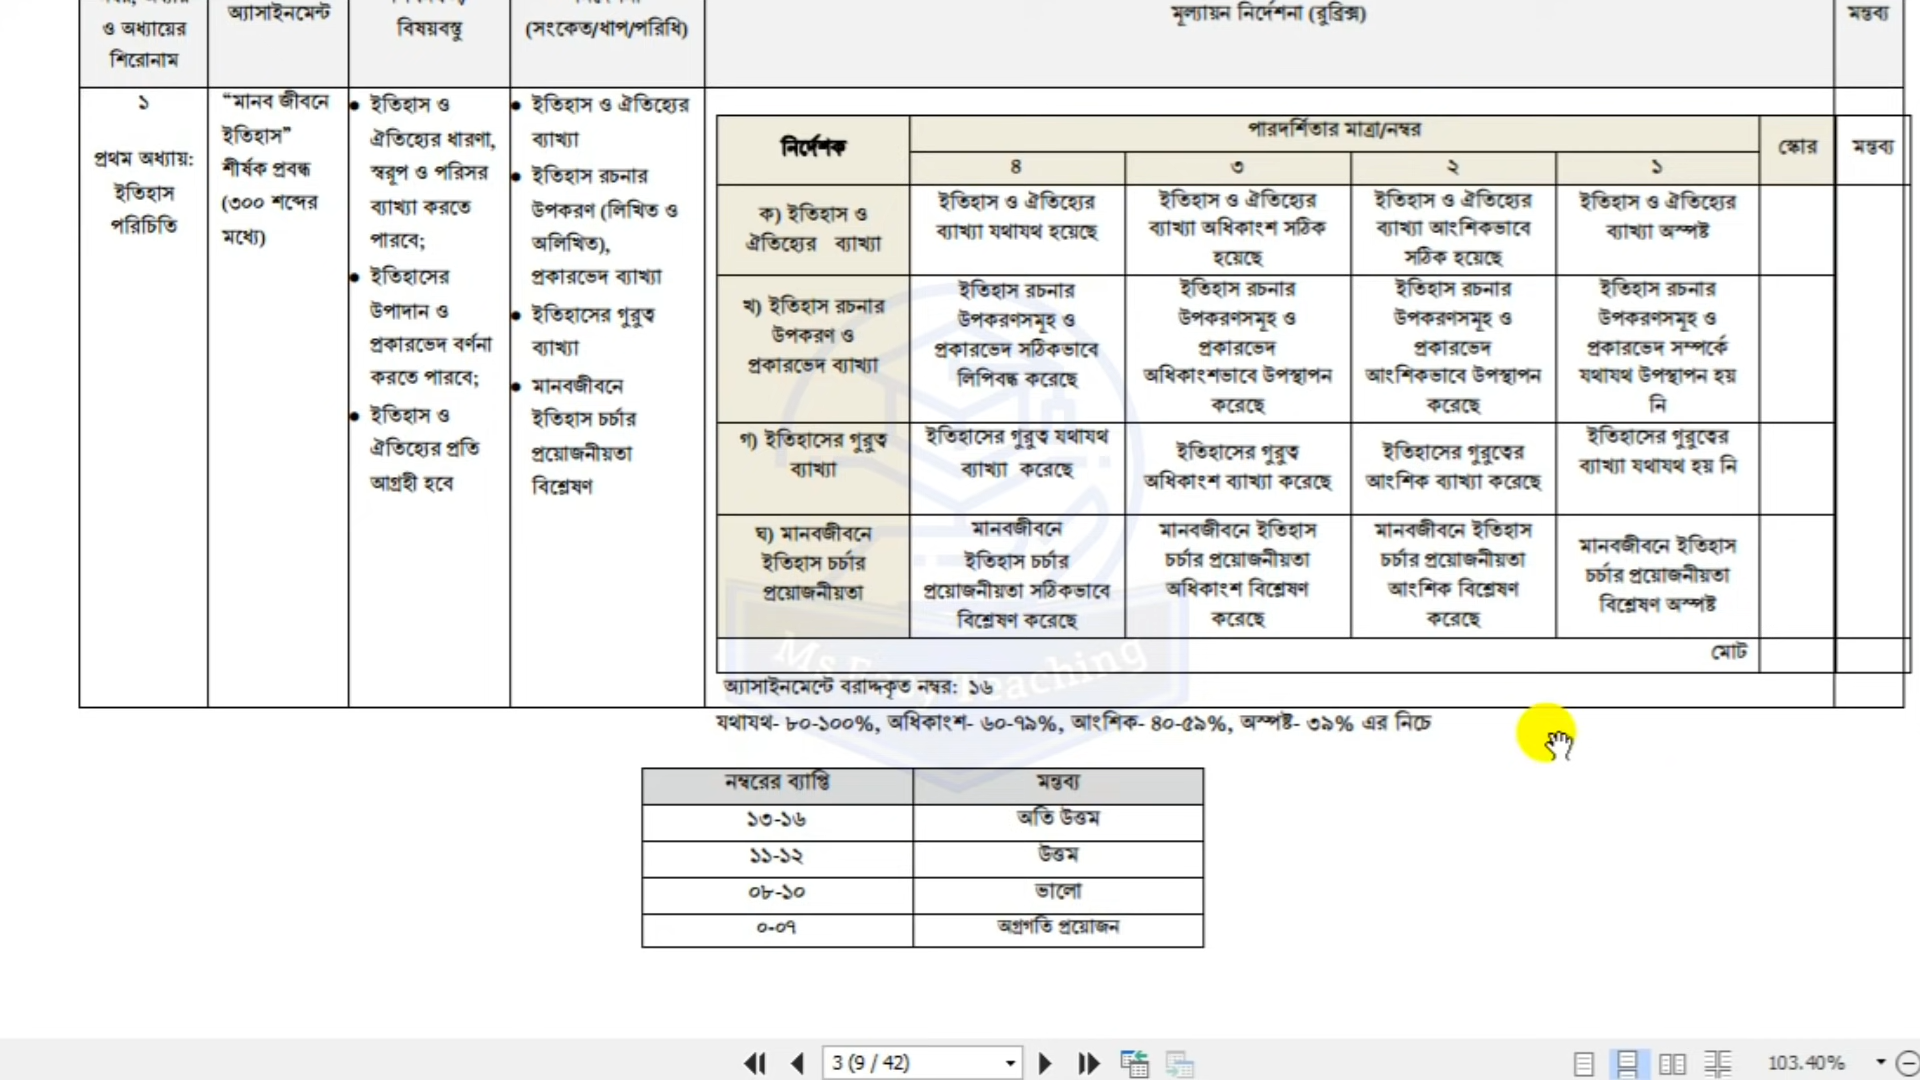 ও অধ্যায়ের
শিরোনাম
অ্যাসাইনমেন্ট
বিষয়বস্তু
(সংকেত/ধাপ/পরিধি)
মূল্যায়ন নির্দেশনা (রুব্রিক্স)
মন্তব্য
১
প্রথম অধ্যায়:
ইতিহাস
পরিচিতি
“মানব জীবনে
ইতিহাস”
শীর্ষক প্রবন্ধ
(৩০০ শব্দের
মধ্যে)
● ইতিহাস ও
ঐতিহ্যের ধারণা,
স্বরূপ ও পরিসর
ব্যাখ্যা করতে
পারবে;
● ইতিহাসের
উপাদান ও
প্রকারভেদ বর্ণনা
করতে পারবে;
● ইতিহাস ও
ঐতিহ্যের প্রতি
আগ্রহী হবে
● ইতিহাস ও ঐতিহ্যের
ব্যাখ্যা
● ইতিহাস রচনার
উপকরণ (লিখিত ও
অলিখিত),
প্রকারভেদ ব্যাখ্যা
● ইতিহাসের গুরুত্ব
ব্যাখ্যা
● মানবজীবনে
ইতিহাস চর্চার
প্রয়োজনীয়তা
বিশ্লেষণ
নির্দেশক
পারদর্শিতার মাত্রা/নম্বর
স্কোর
মন্তব্য
৪
৩
২
১
ক) ইতিহাস ও
ঐতিহ্যের ব্যাখ্যা
ইতিহাস ও ঐতিহ্যের
ব্যাখ্যা যথাযথ হয়েছে
ইতিহাস ও ঐতিহ্যের
ব্যাখ্যা অধিকাংশ সঠিক
হয়েছে
ইতিহাস ও ঐতিহ্যের
ব্যাখ্যা আংশিকভাবে
সঠিক হয়েছে
ইতিহাস ও ঐতিহ্যের
ব্যাখ্যা অস্পষ্ট
খ) ইতিহাস রচনার
উপকরণ ও
প্রকারভেদ ব্যাখ্যা
ইতিহাস রচনার
উপকরণসমূহ ও
প্রকারভেদ সঠিকভাবে
লিপিবদ্ধ করেছে
ইতিহাস রচনার
উপকরণসমূহ ও
প্রকারভেদ
অধিকাংশভাবে উপস্থাপন
করেছে
ইতিহাস রচনার
উপকরণসমূহ ও
প্রকারভেদ
আংশিকভাবে উপস্থাপন
করেছে
ইতিহাস রচনার
উপকরণসমূহ ও
প্রকারভেদ সম্পর্কে
যথাযথ উপস্থাপন হয়
নি
গ) ইতিহাসের গুরুত্ব
ব্যাখ্যা
ইতিহাসের গুরুত্ব যথাযথ
ব্যাখ্যা করেছে
ইতিহাসের গুরুত্ব
অধিকাংশ ব্যাখ্যা করেছে
ইতিহাসের গুরুত্বের
আংশিক ব্যাখ্যা করেছে
ইতিহাসের গুরুত্বের
ব্যাখ্যা যথাযথ হয় নি
ঘ) মানবজীবনে
ইতিহাস চর্চার
প্রয়োজনীয়তা
মানবজীবনে
ইতিহাস চর্চার
প্রয়োজনীয়তা সঠিকভাবে
বিশ্লেষণ করেছে
মানবজীবনে ইতিহাস
চর্চার প্রয়োজনীয়তা
অধিকাংশ বিশ্লেষণ
করেছে
মানবজীবনে ইতিহাস
চর্চার প্রয়োজনীয়তা
আংশিক বিশ্লেষণ
করেছে
মানবজীবনে ইতিহাস
চর্চার প্রয়োজনীয়তা
বিশ্লেষণ অস্পষ্ট
মোট
অ্যাসাইনমেন্টে বরাদ্দকৃত নম্বর: ১৬
যথাযথ- ৮০-১০০%, অধিকাংশ- ৬০-৭৯%, আংশিক- ৪০-৫৯%, অস্পষ্ট- ৩৯% এর নিচে
নম্বরের ব্যাপ্তি
মন্তব্য
১৩-১৬
অতি উত্তম
১১-১২
উত্তম
০৮-১০
ভালো
০-০৭
অগ্রগতি প্রয়োজন
3 (9 / 42)
103.40%